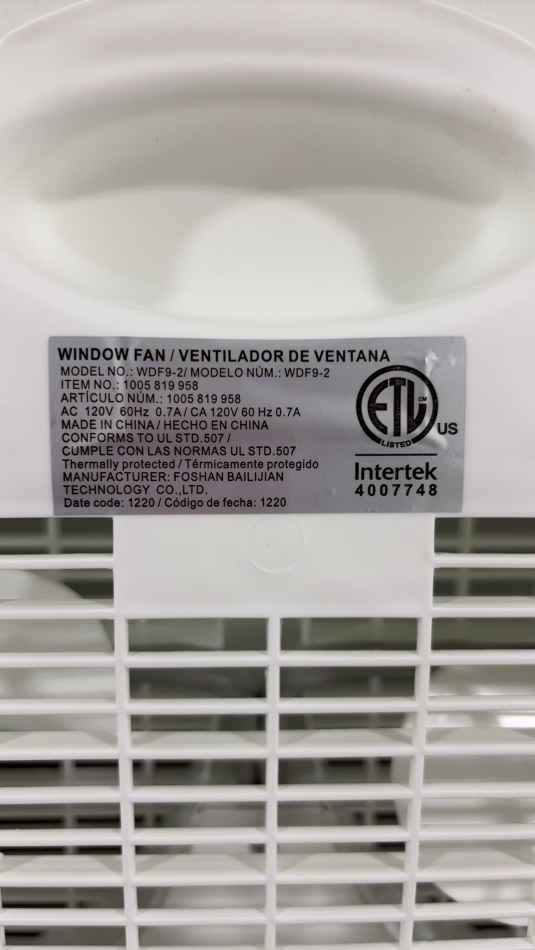 WINDOW FAN / VENTILADOR DE VENTANA
MODEL NO.: WDF9-2/ MODELO NÚM.: WDF9-2
ITEM NO.: 1005 819 958
ARTÍCULO NÚM.: 1005 819 958
AC 120V 60Hz 0.7A / CA 120V 60 Hz 0.7A
MADE IN CHINA / HECHO EN CHINA
CONFORMS TO UL STD.507 /
CUMPLE CON LAS NORMAS UL STD.507
Thermally protected / Térmicamente protegido
MANUFACTURER: FOSHAN BAILIJIAN
TECHNOLOGY CO.,LTD.
Date code: 1220 / Código de fecha: 1220
ETL CM
LISTED
US
Intertek
4007748